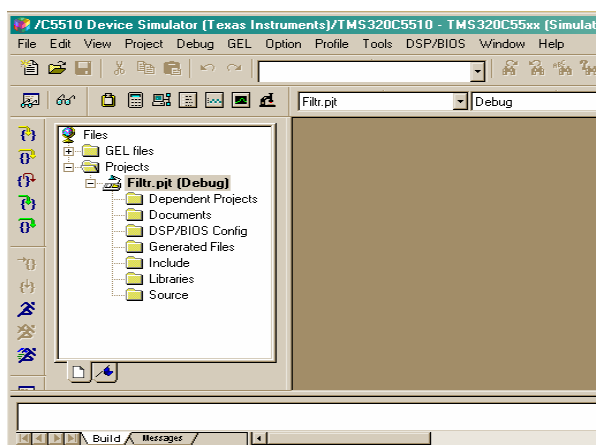 /C5510 Device Simulator (Texas Instruments)/TMS320C5510 - TMS320C55xx (Simulat
File Edit View Project Debug GEL Option Profile Tools DSP/BIOS Window Help
Filtr.pjt Debug
Files
GEL files
Projects
Filtr.pjt (Debug)
Dependent Projects
Documents
DSP/BIOS Config
Generated Files
Include
Libraries
Source
Build Messages